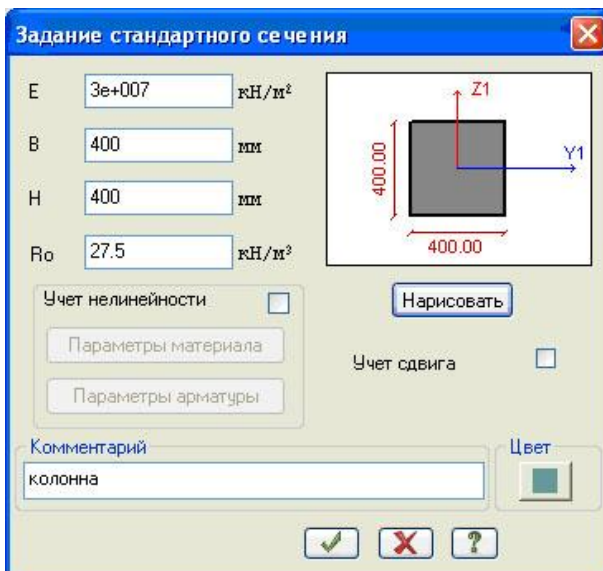 Задание стандартного сечения
E 3e+007 кН/м²
B 400 мм
H 400 мм
Ro 27.5 кН/м³
Z1
Y1
400.00
400.00
Учет нелинейности
Параметры материала
Параметры арматуры
Нарисовать
Учет сдвига
Комментарий
колонна
Цвет
?